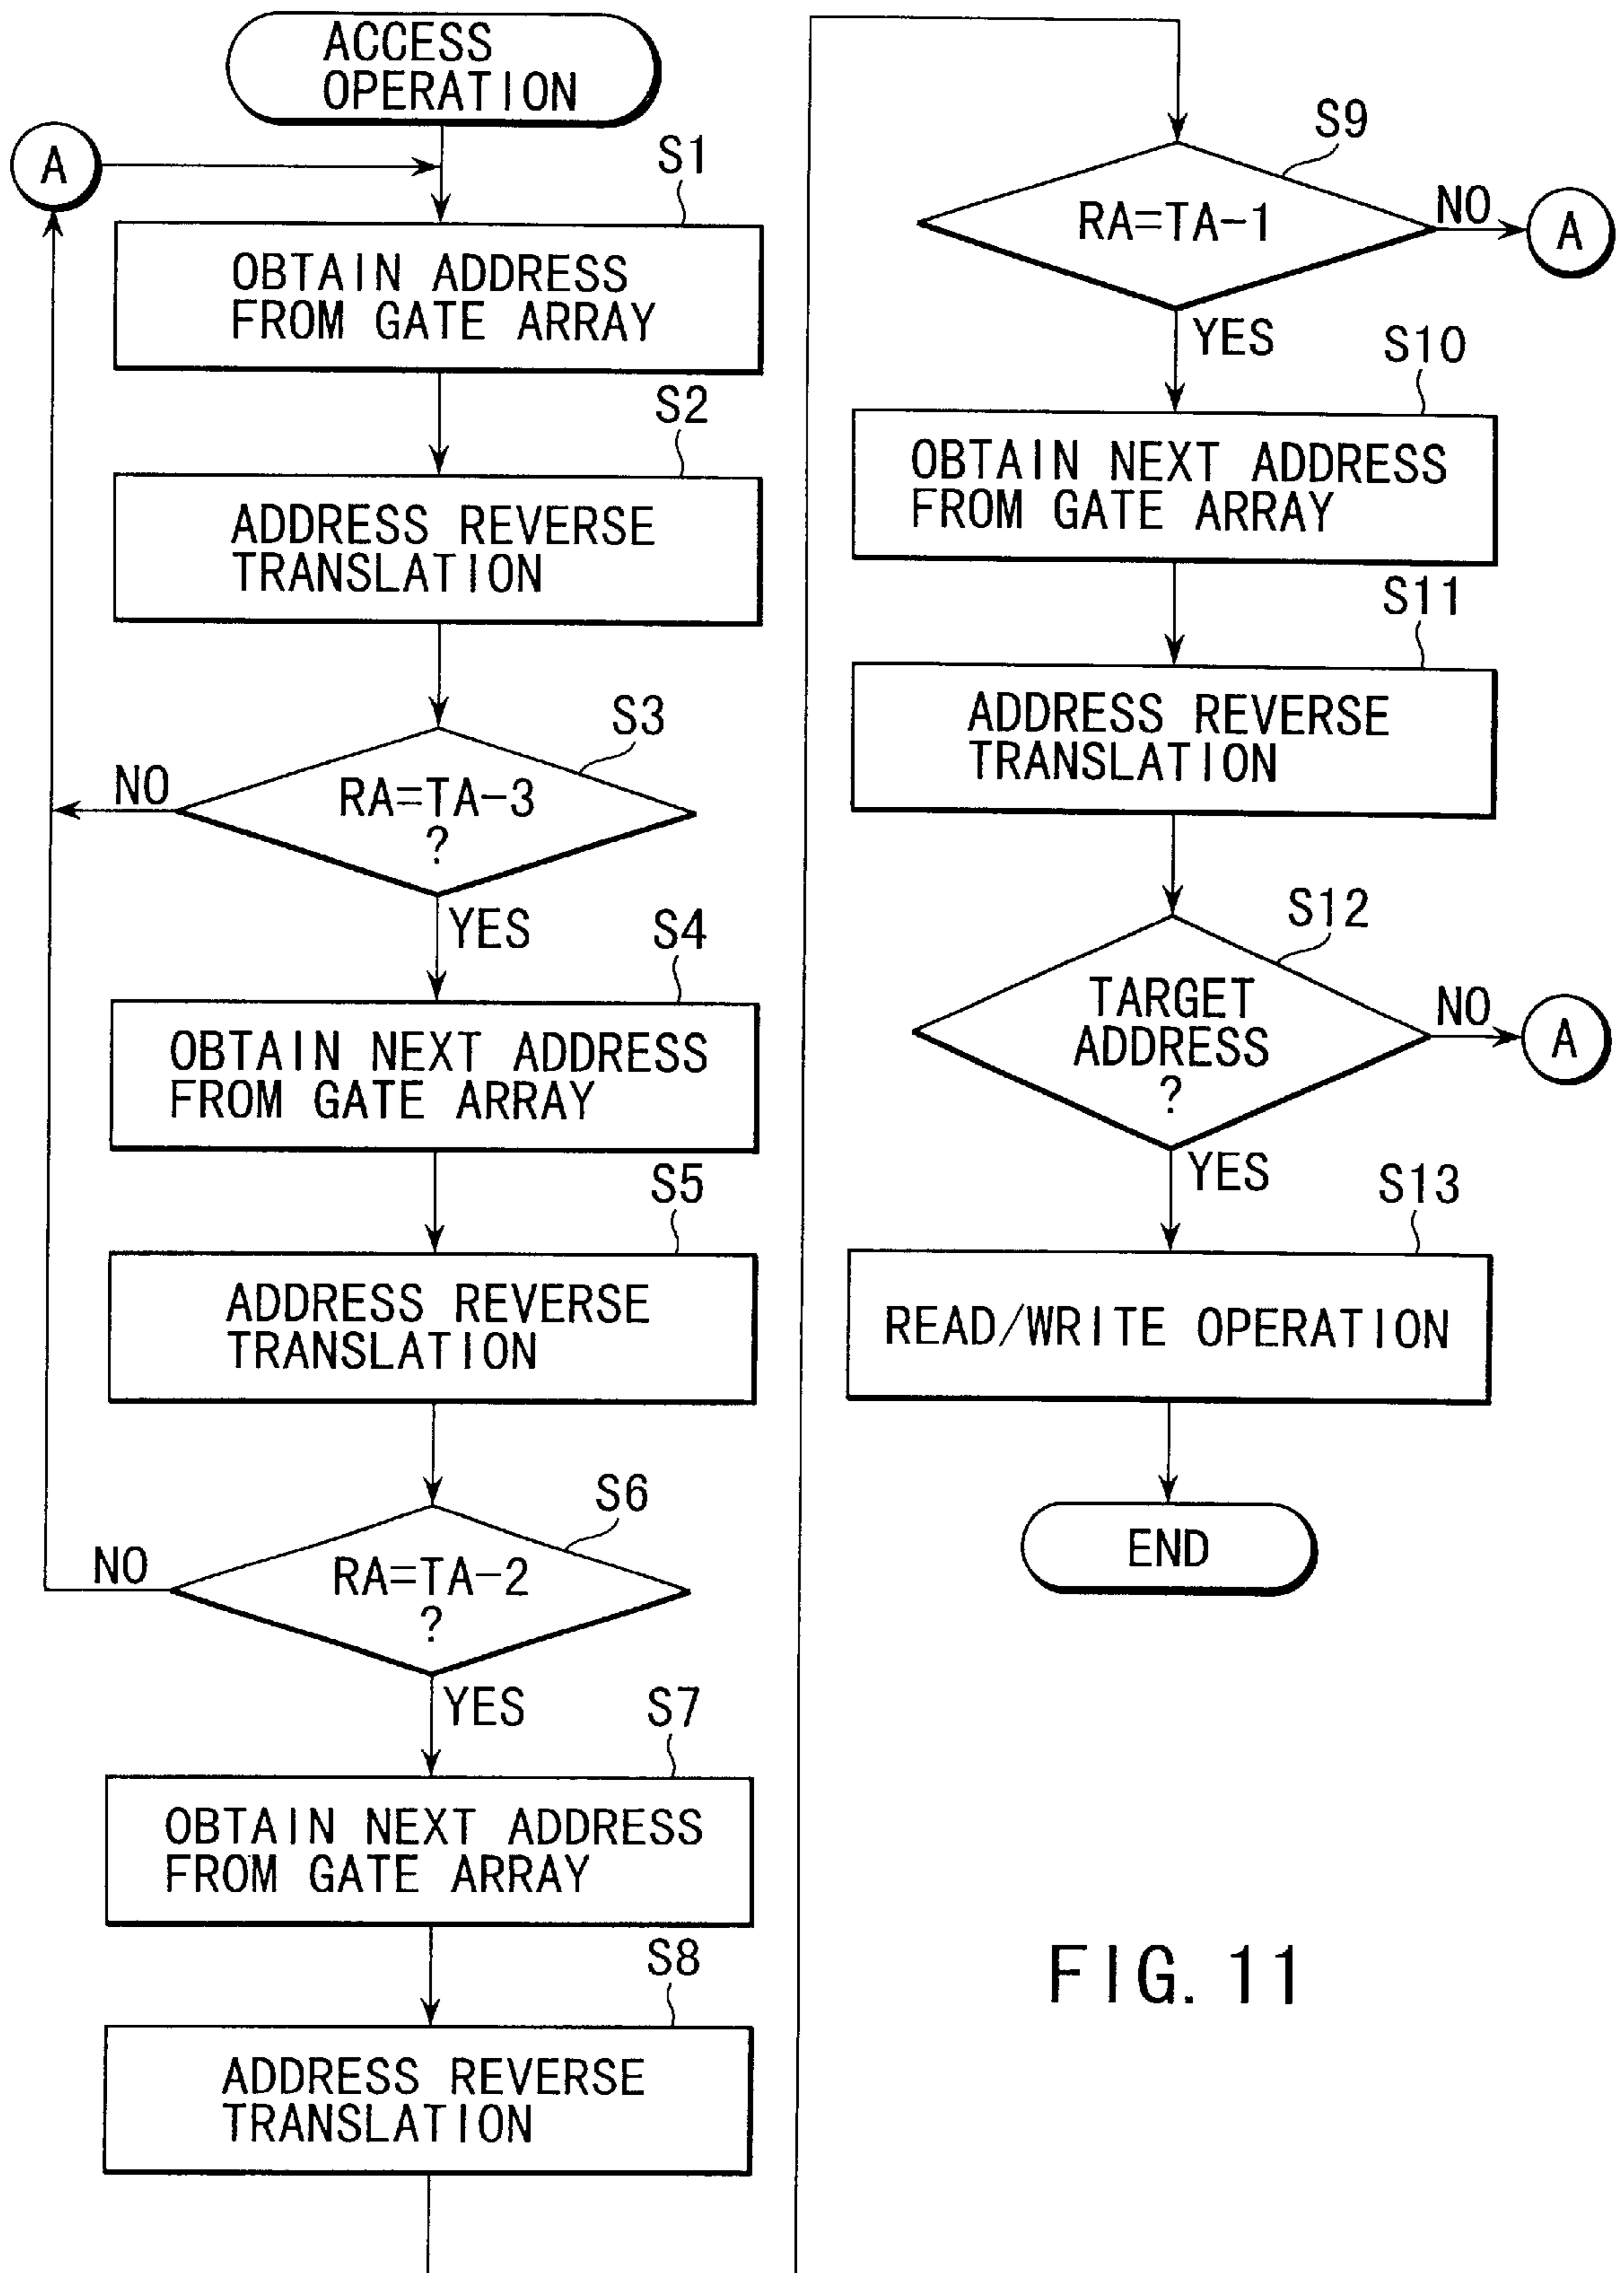 ACCESS
OPERATION
A
S1
OBTAIN ADDRESS
FROM GATE ARRAY
S2
ADDRESS REVERSE
TRANSLATION
S3
NO
RA=TA-3
?
YES
S4
OBTAIN NEXT ADDRESS
FROM GATE ARRAY
S5
ADDRESS REVERSE
TRANSLATION
S6
NO
RA=TA-2
?
YES
S7
OBTAIN NEXT ADDRESS
FROM GATE ARRAY
S8
ADDRESS REVERSE
TRANSLATION
S9
RA=TA-1
NO
A
YES
S10
OBTAIN NEXT ADDRESS
FROM GATE ARRAY
S11
ADDRESS REVERSE
TRANSLATION
S12
TARGET
ADDRESS
?
NO
A
YES
S13
READ/WRITE OPERATION
END
FIG. 11